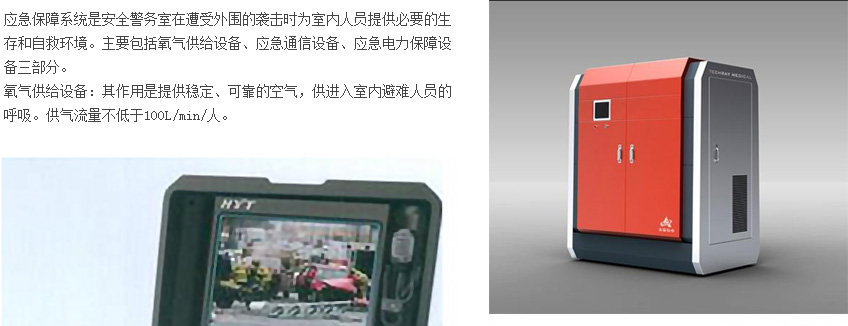 应急保障系统是安全警务室在遭受外围的袭击时为室内人员提供必要的生
存和自救环境。主要包括氧气供给设备、应急通信设备、应急电力保障设
备三部分。
氧气供给设备：其作用是提供稳定、可靠的空气，供进入室内避难人员的
呼吸。供气流量不低于100L/min/人。
TECHRAY MEDICAL
HYT